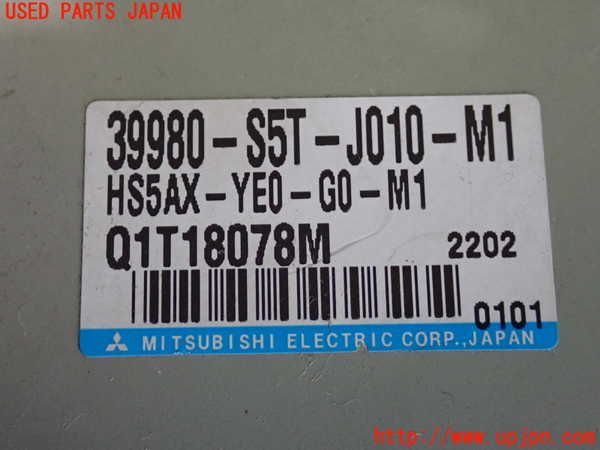 USED PARTS JAPAN
39980-S5T-J010-M1
HS5AX-YE0-G0-M1
Q1T18078M 2202
0101
MITSUBISHI ELECTRIC CORP.,JAPAN
(C)UPJ
www.upjpn.com